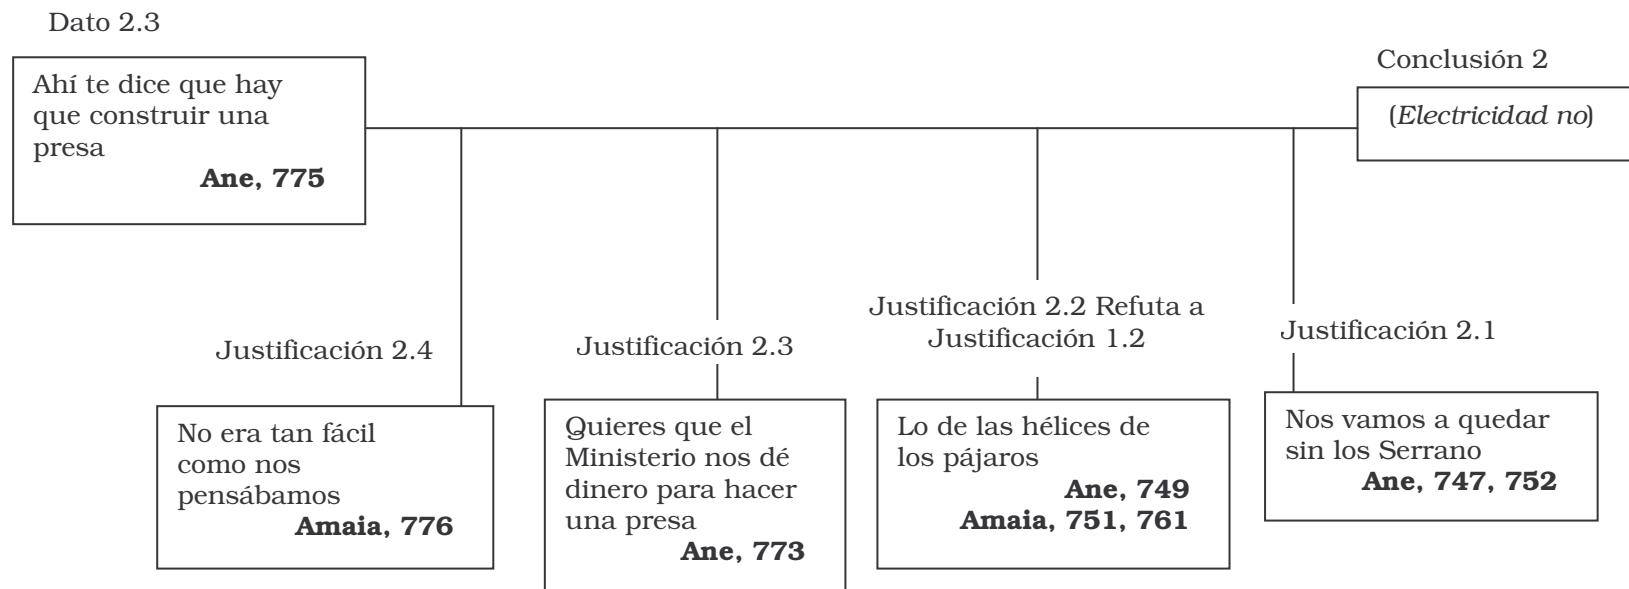 Dato 2.3
Ahí te dice que hay
que construir una
presa
Ane, 775
Conclusión 2
(Electricidad no)
Justificación 2.4
No era tan fácil
como nos
pensábamos
Amaia, 776
Justificación 2.3
Quieres que el
Ministerio nos dé
dinero para hacer
una presa
Ane, 773
Justificación 2.2 Refuta a
Justificación 1.2
Lo de las hélices de
los pájaros
Ane, 749
Amaia, 751, 761
Justificación 2.1
Nos vamos a quedar
sin los Serrano
Ane, 747, 752